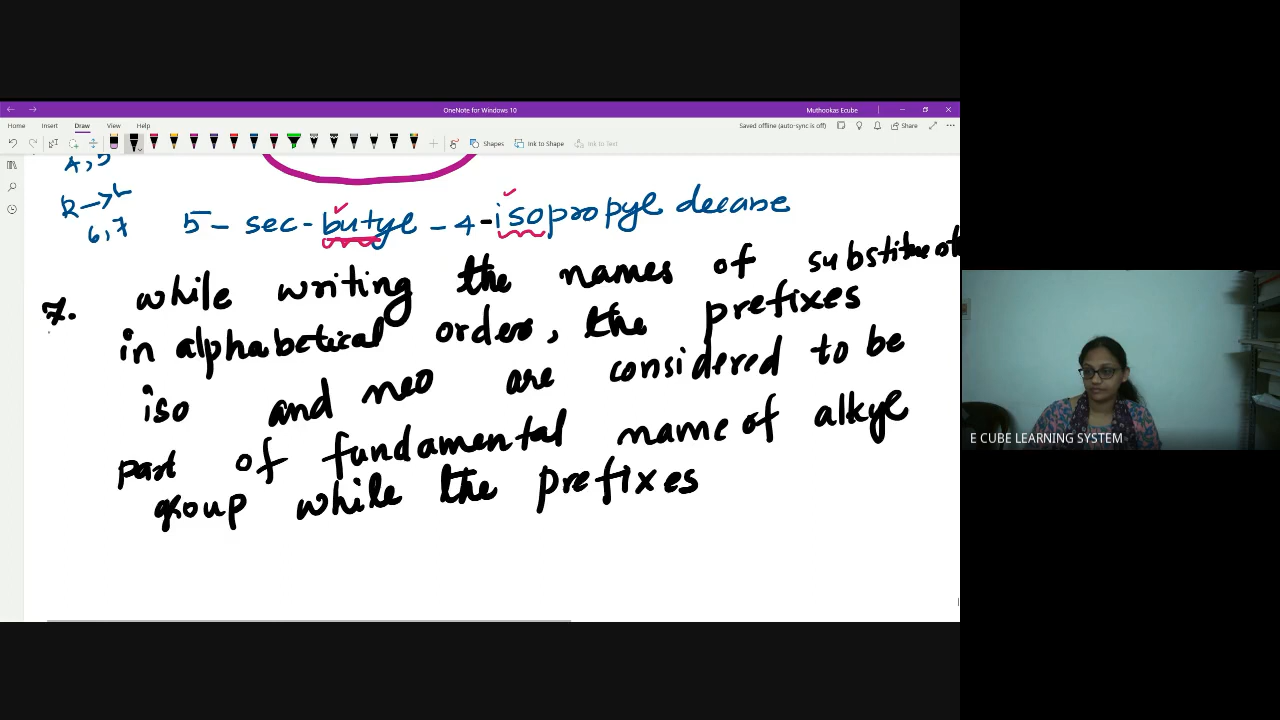 OneNote for Windows 10
Muthookas Ecube
Home Insert Draw View Help
Saved offline (auto-sync is off)
Share
Shapes
Ink to Shape
Ink to Text
4,5
R→L
6,7
5- sec-butyl -4-isopropyl decane
7. while writing the names of
in alphabetical order, the prefixes
iso and neo are considered to be
part of fundamental name of alkyl
group while the prefixes
E CUBE LEARNING SYSTEM